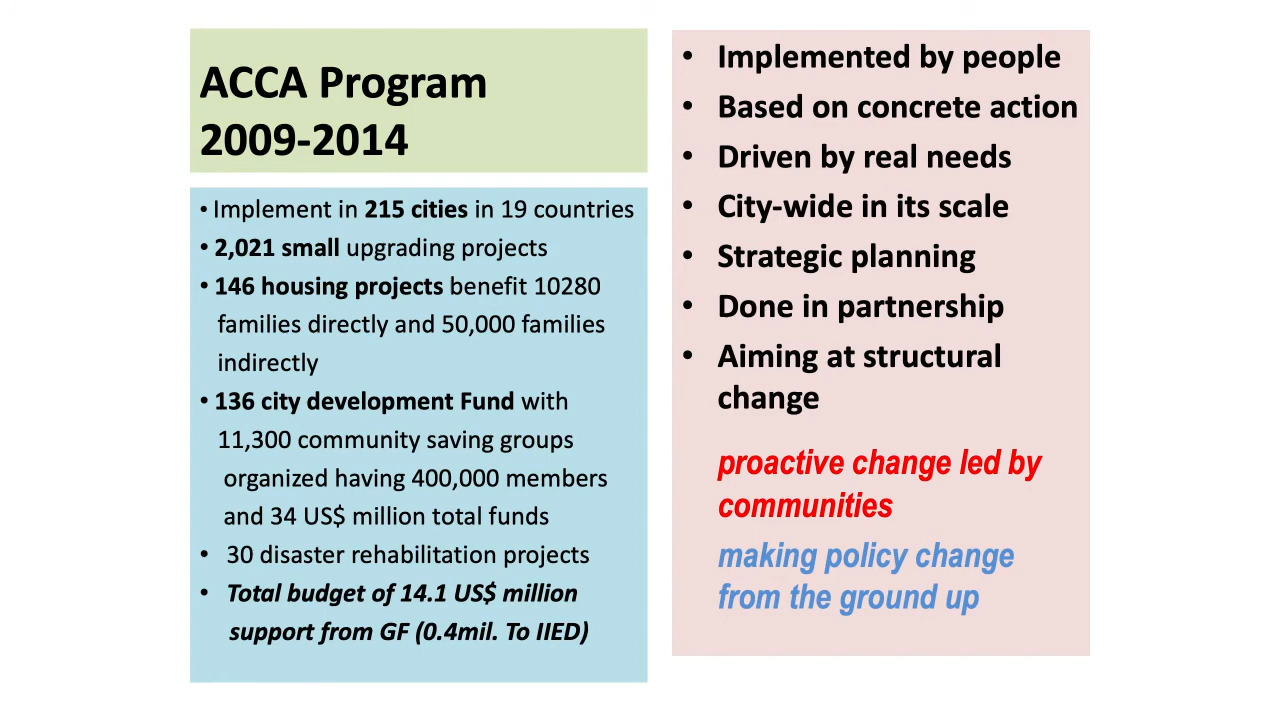 ACCA Program
2009-2014
• Implement in 215 cities in 19 countries
• 2,021 small upgrading projects
• 146 housing projects benefit 10280
families directly and 50,000 families
indirectly
• 136 city development Fund with
11,300 community saving groups
organized having 400,000 members
and 34 US$ million total funds
• 30 disaster rehabilitation projects
• Total budget of 14.1 US$ million
support from GF (0.4mil. To IIED)
• Implemented by people
• Based on concrete action
• Driven by real needs
• City-wide in its scale
• Strategic planning
• Done in partnership
• Aiming at structural
change
proactive change led by
communities
making policy change
from the ground up